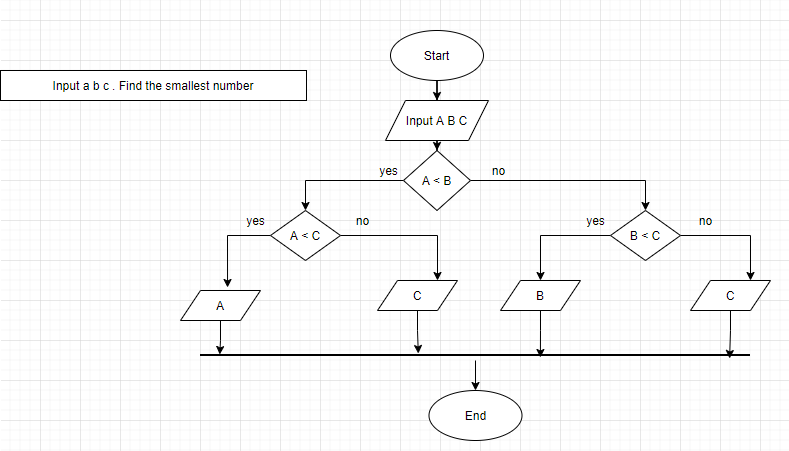 Start
Input a b c . Find the smallest number
Input A B C
yes
A < B
no
yes
A < C
no
yes
B < C
no
A
C
B
C
End